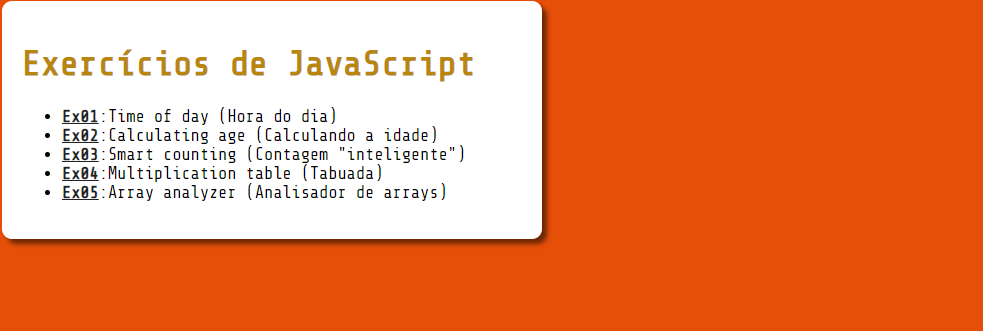 Exercícios de JavaScript
Ex01:Time of day (Hora do dia)
Ex02:Calculating age (Calculando a idade)
Ex03:Smart counting (Contagem "inteligente")
Ex04:Multiplication table (Tabuada)
Ex05:Array analyzer (Analisador de arrays)